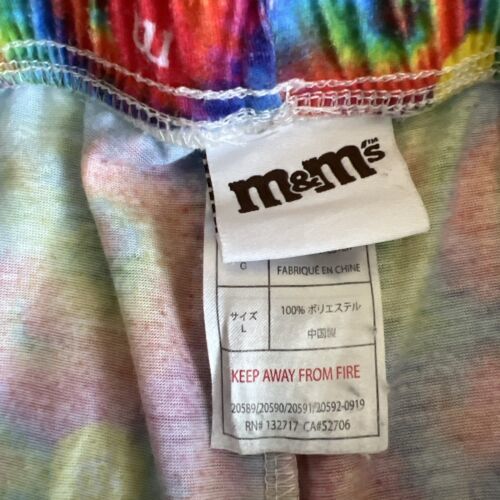 m
m&m's™
G
FABRIQUÉ EN CHINE
サイズ
L
100% ポリエステル
中国製
KEEP AWAY FROM FIRE
20589/20590/20591/20592-0919
RN# 132717 CA#52706